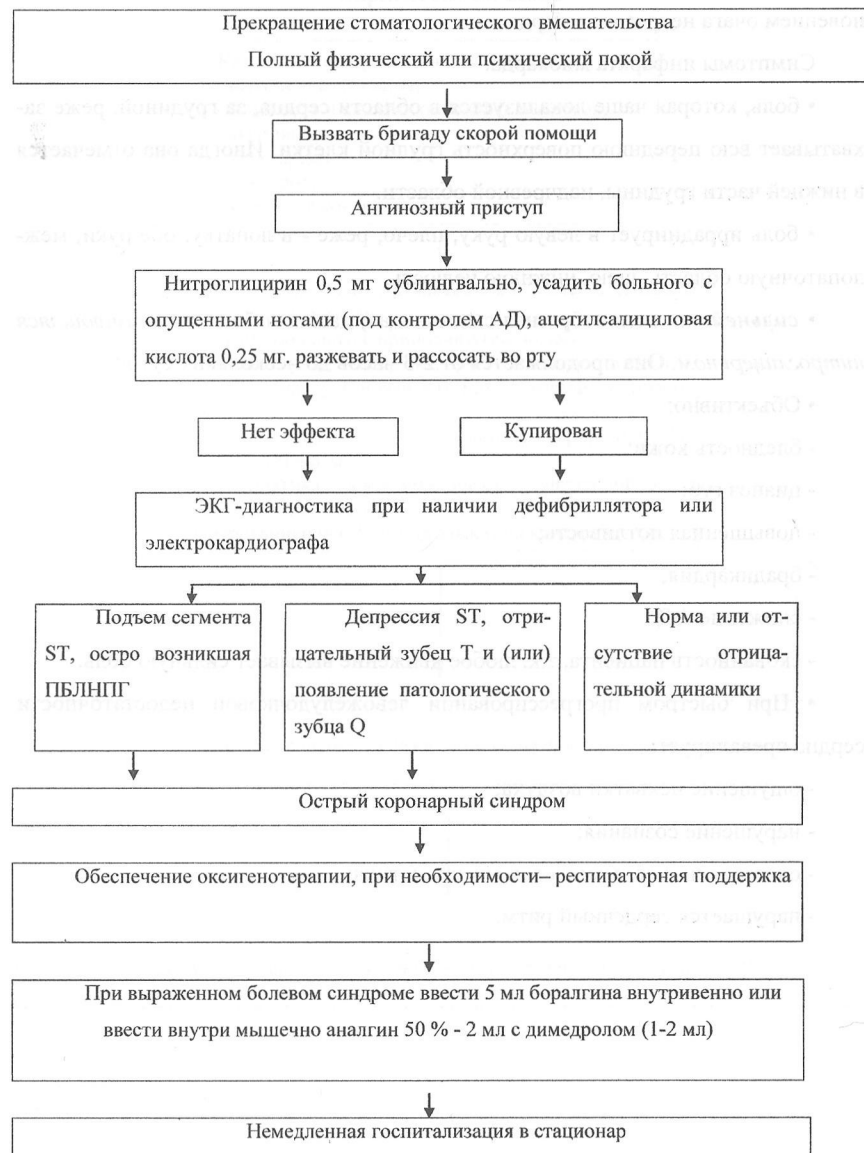 Прекращение стоматологического вмешательства
Полный физический или психический покой
Вызвать бригаду скорой помощи
Ангинозный приступ
Нитроглицирин 0,5 мг сублингвально, усадить больного с
опущенными ногами (под контролем АД), ацетилсалициловая
кислота 0,25 мг. разжевать и рассосать во рту
Нет эффекта
Купирован
ЭКГ-диагностика при наличии дефибриллятора или
электрокардиографа
Подъем сегмента
ST, остро возникшая
ПБЛНПГ
Депрессия ST, отри-
цательный зубец Т и (или)
появление патологического
зубца Q
Норма или от-
сутствие отрица-
тельной динамики
Острый коронарный синдром
Обеспечение оксигенотерапии, при необходимости– респираторная поддержка
При выраженном болевом синдроме ввести 5 мл боралгина внутривенно или
ввести внутри мышечно аналгин 50 % - 2 мл с димедролом (1-2 мл)
Немедленная госпитализация в стационар